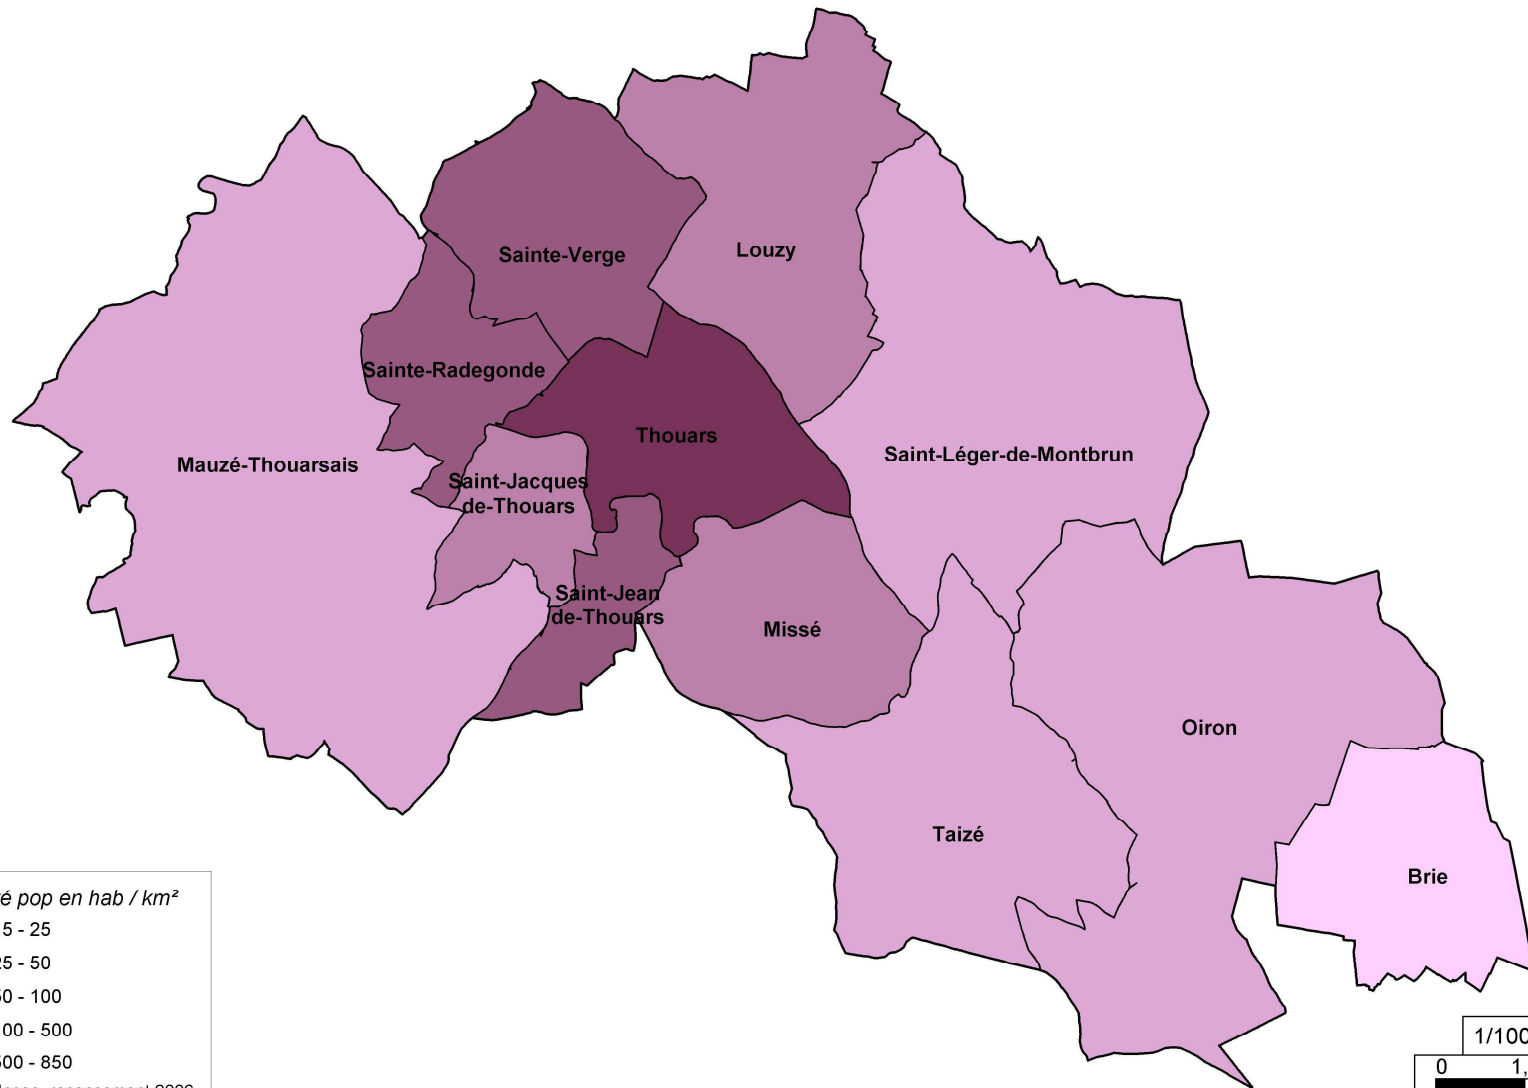 Sainte-Verge
Louzy
Sainte-Radegonde
Thouars
Saint-Léger-de-Montbrun
Mauzé-Thouarsais
Saint-Jacques
de-Thouars
Saint-Jean
de-Thouars
Missé
Oiron
Taizé
Brie
é pop en hab / km²
5 - 25
25 - 50
50 - 100
00 - 500
500 - 850
1/100
0 1,